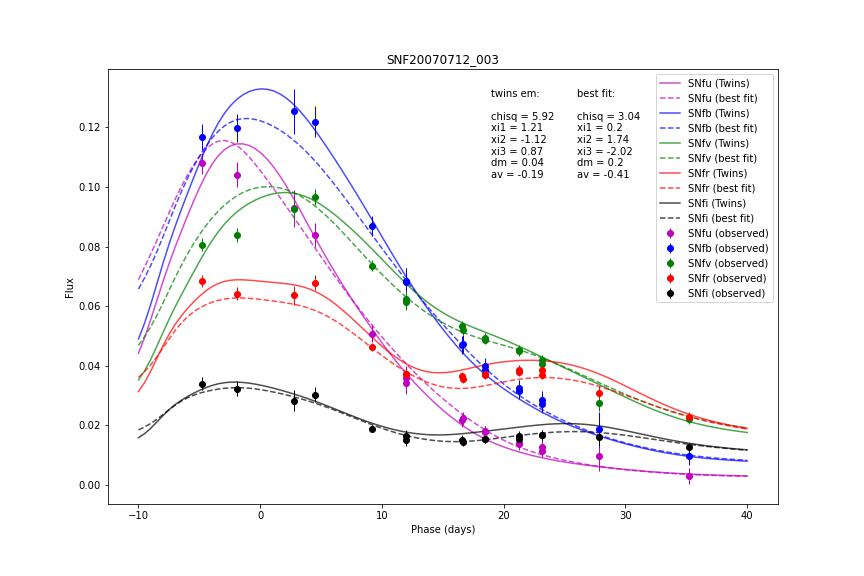 SNF20070712_003
twins em: best fit:
chisq = 5.92 chisq = 3.04
xi1 = 1.21 xi1 = 0.2
xi2 = -1.12 xi2 = 1.74
xi3 = 0.87 xi3 = -2.02
dm = 0.04 dm = 0.2
av = -0.19 av = -0.41
SNfu (Twins)
SNfu (best fit)
SNfb (Twins)
SNfb (best fit)
SNfv (Twins)
SNfv (best fit)
SNfr (Twins)
SNfr (best fit)
SNfi (Twins)
SNfi (best fit)
SNfu (observed)
SNfb (observed)
SNfv (observed)
SNfr (observed)
SNfi (observed)
Flux
0.12
0.10
0.08
0.06
0.04
0.02
0.00
−10 0 10 20 30 40
Phase (days)